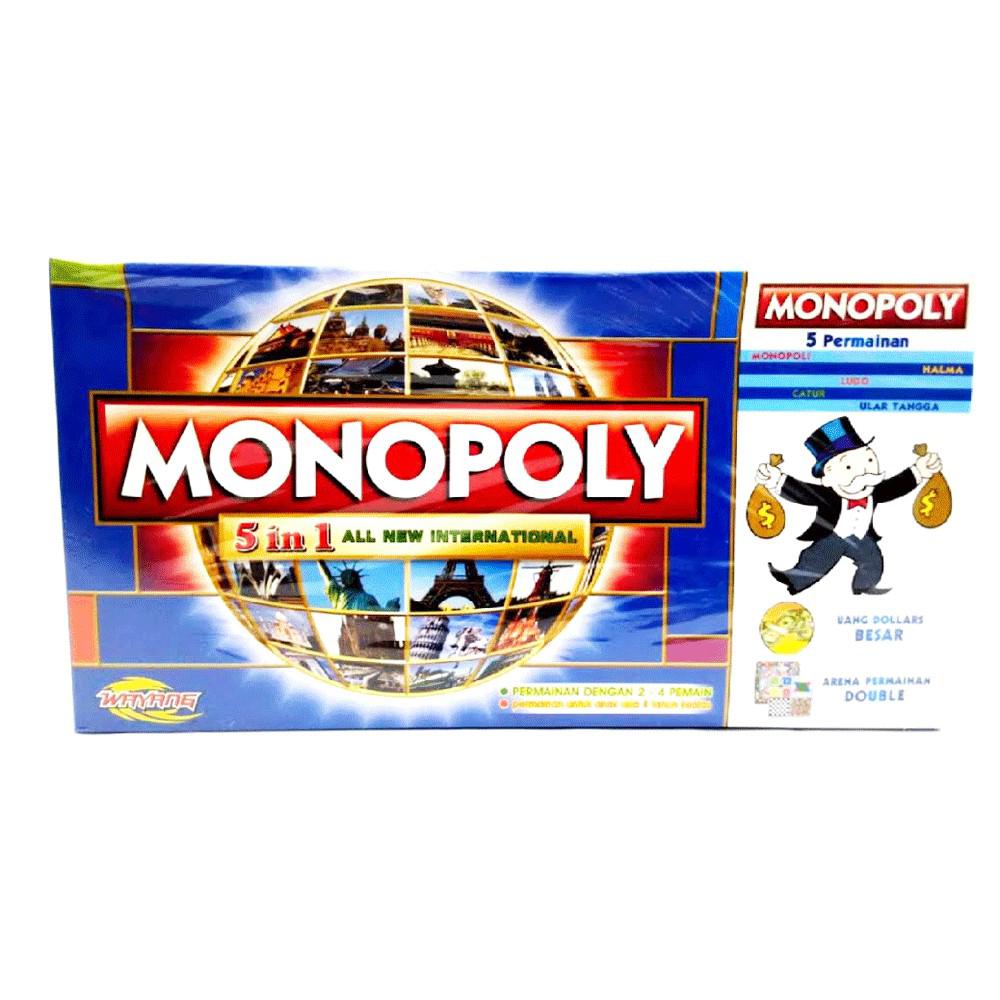 MONOPOLY
5 in 1 ALL NEW INTERNATIONAL
WAYANG
PERMAINAN DENGAN 2 - 4 PEMAIN
MONOPOLY
5 Permainan
MONOPOLI
HALMA
LUDO
CATUR
ULAR TANGGA
$ $
UANG DOLLARS
BESAR
ARENA PERMAINAN
DOUBLE